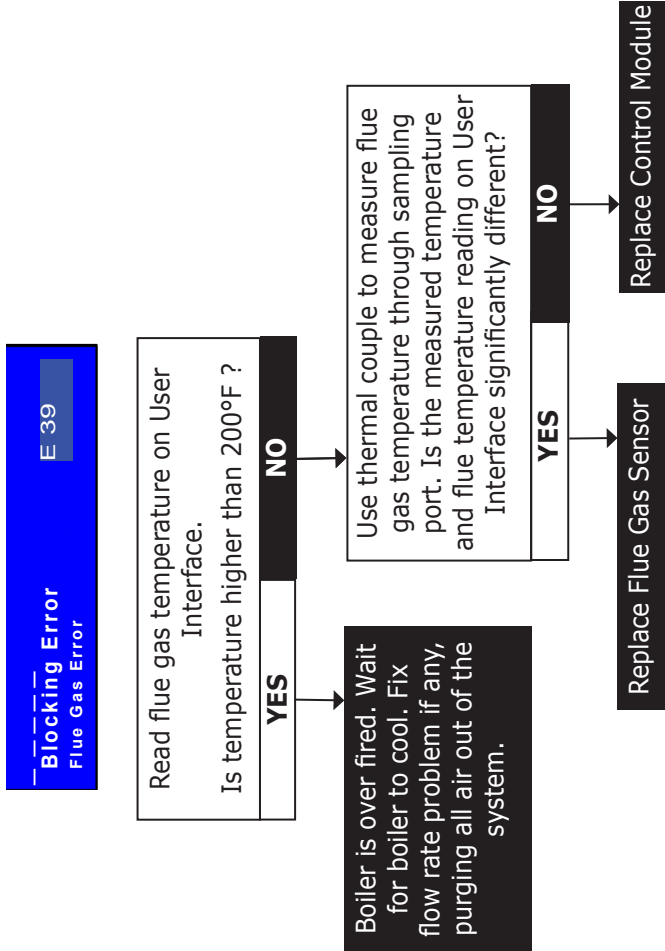 _ _ _ _ _
Blocking Error
E 39
Flue Gas Error
Read flue gas temperature on User
Interface.
Is temperature higher than 200°F ?
YES
NO
Boiler is over fired. Wait
for boiler to cool. Fix
flow rate problem if any,
purging all air out of the
system.
Use thermal couple to measure flue
gas temperature through sampling
port. Is the measured temperature
and flue temperature reading on User
Interface significantly different?
YES
NO
Replace Flue Gas Sensor
Replace Control Module